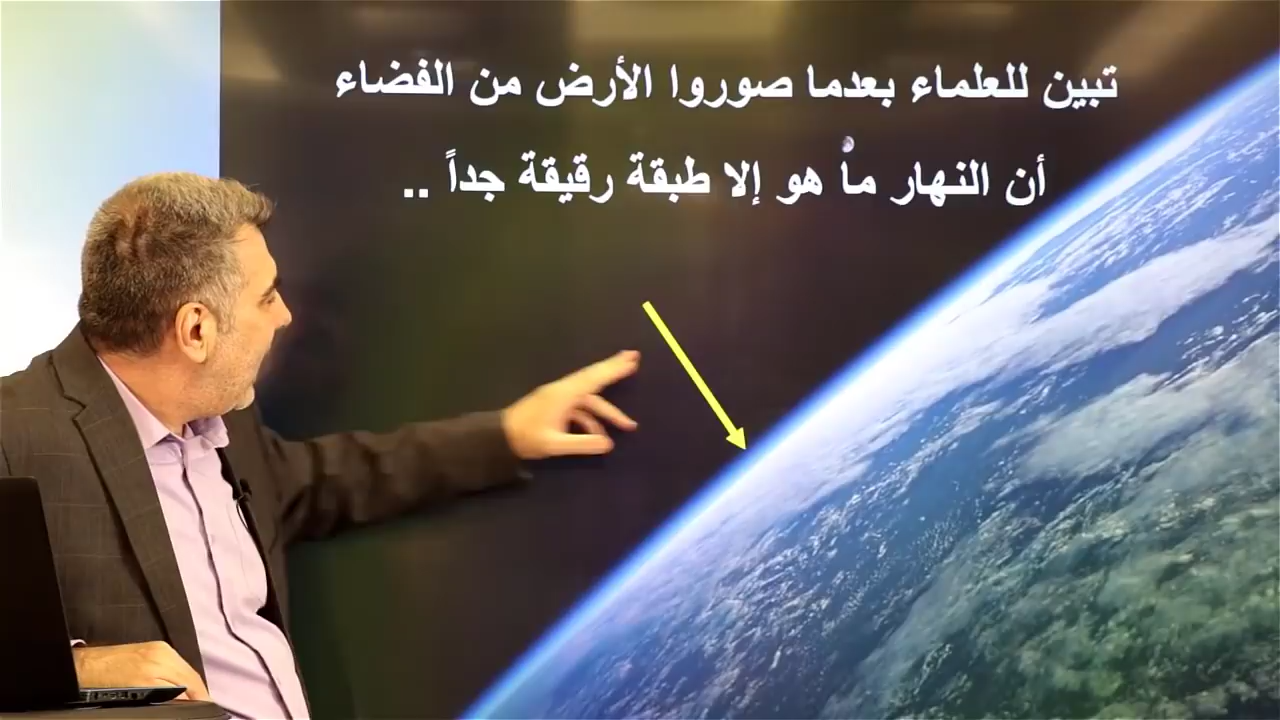 تبين للعلماء بعدما صوروا الأرض من الفضاء
أن النهار ما هو إلا طبقة رقيقة جداً ..